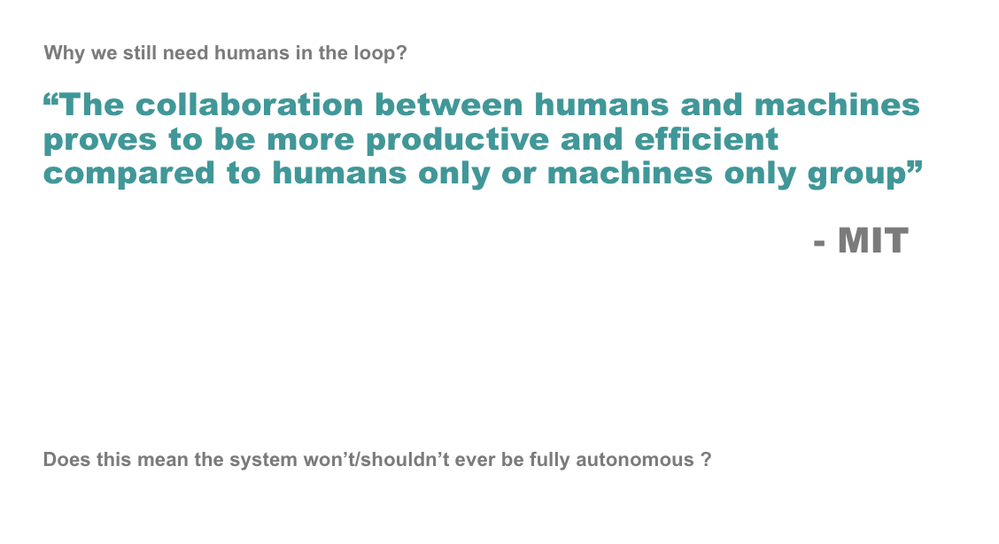 Why we still need humans in the loop?
“The collaboration between humans and machines
proves to be more productive and efficient
compared to humans only or machines only group”
- MIT
Does this mean the system won’t/shouldn’t ever be fully autonomous ?